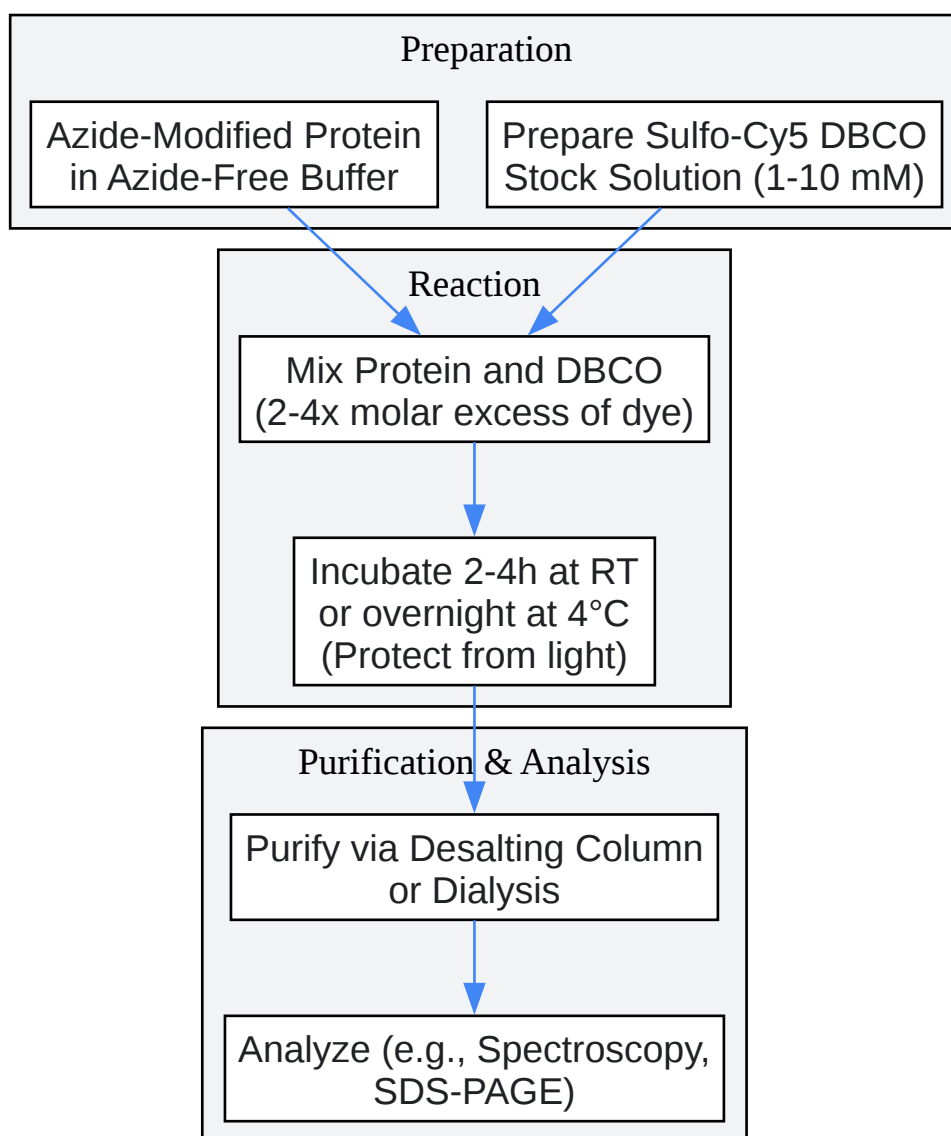 Preparation
Azide-Modified Protein
in Azide-Free Buffer
Prepare Sulfo-Cy5 DBCO
Stock Solution (1-10 mM)
Reaction
Mix Protein and DBCO
(2-4x molar excess of dye)
Incubate 2-4h at RT
or overnight at 4°C
(Protect from light)
Purification & Analysis
Purify via Desalting Column
or Dialysis
Analyze (e.g., Spectroscopy,
SDS-PAGE)